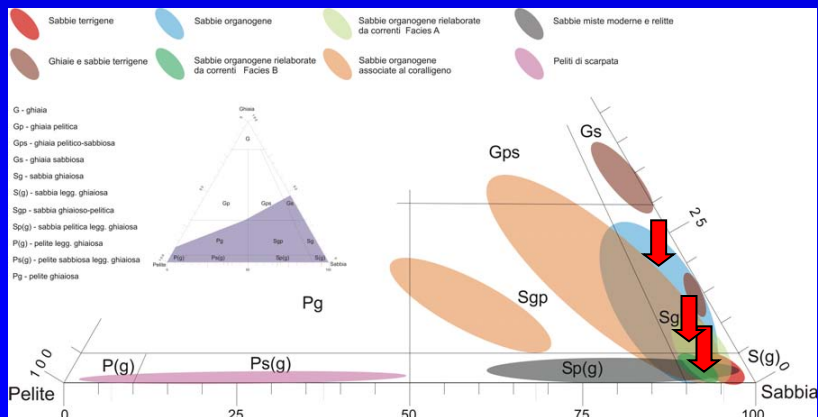 Sabbie terrigene
Sabbie organogene
Sabbie organogene rielaborate
da correnti Facies A
Sabbie miste moderne e relitte
Ghiaie e sabbie terrigene
Sabbie organogene rielaborate
da correnti Facies B
Sabbie organogene
associate al coralligeno
Peliti di scarpata
G - ghiaia
Gp - ghiaia pelitica
Gps - ghiaia pelitico-sabbiosa
Gs - ghiaia sabbiosa
Sg - sabbia ghiaiosa
S(g) - sabbia legg. ghiaiosa
Sgp - sabbia ghiaioso-pelitica
Sp(g) - sabbia pelitica legg. ghiaiosa
P(g) - pelite legg. ghiaiosa
Ps(g) - pelite sabbiosa legg. ghiaiosa
Pg - pelite ghiaiosa
Ghiaia
G
Gp
Gps
Gs
Pg
Sgp
Sg
P(g)
Ps(g)
Sp(g)
S(g)
Pelite
Sabbia
Gs
Gps
25
Sgp
Sg
Pg
P(g)
Ps(g)
Sp(g)
S(g)
100
0
Pelite
Sabbia
0
25
50
75
100